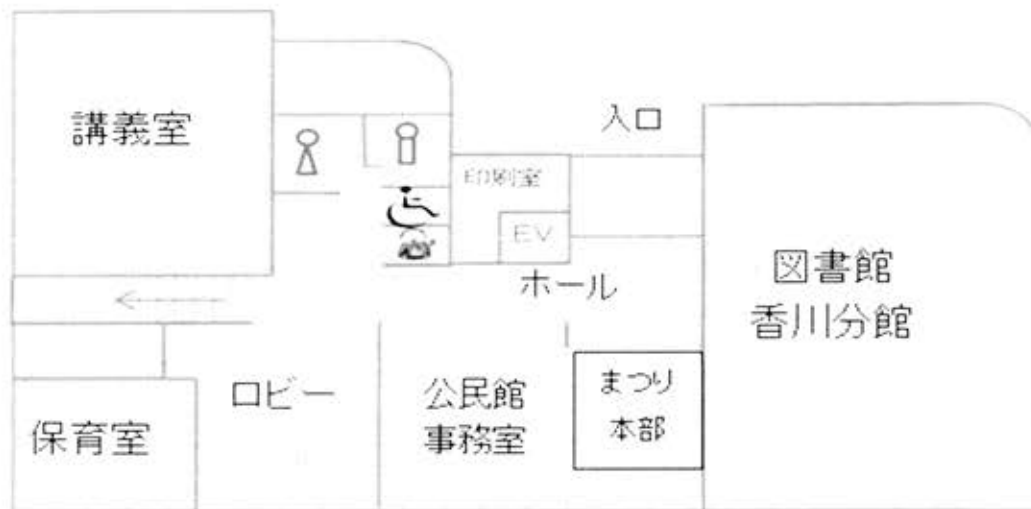 講義室
入口
印刷室
EV
ホール
図書館
香川分館
ロビー
公民館
事務室
まつり
本部
保育室